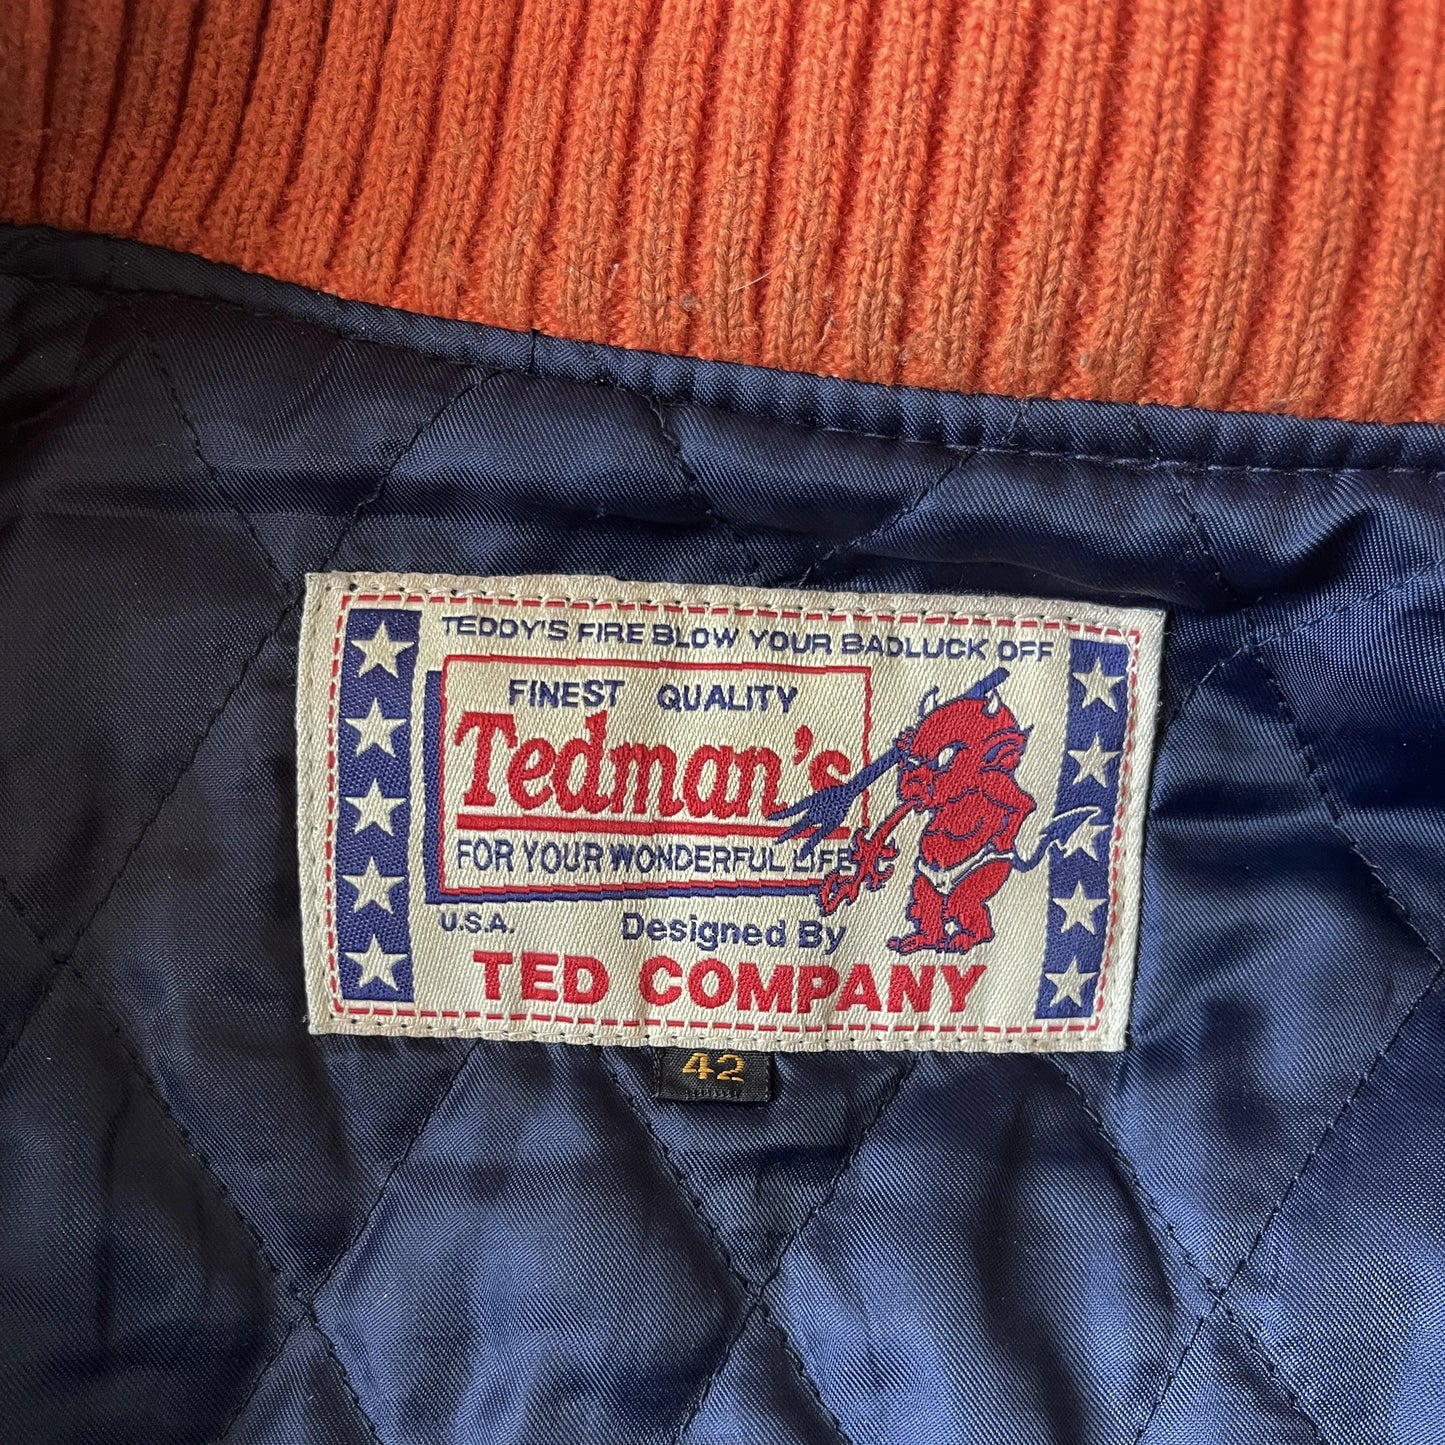 TEDDY'S FIRE BLOW YOUR BADLUCK OFF
FINEST QUALITY
Tedman's
FOR YOUR WONDERFUL LIFE
U.S.A. Designed By
TED COMPANY
42